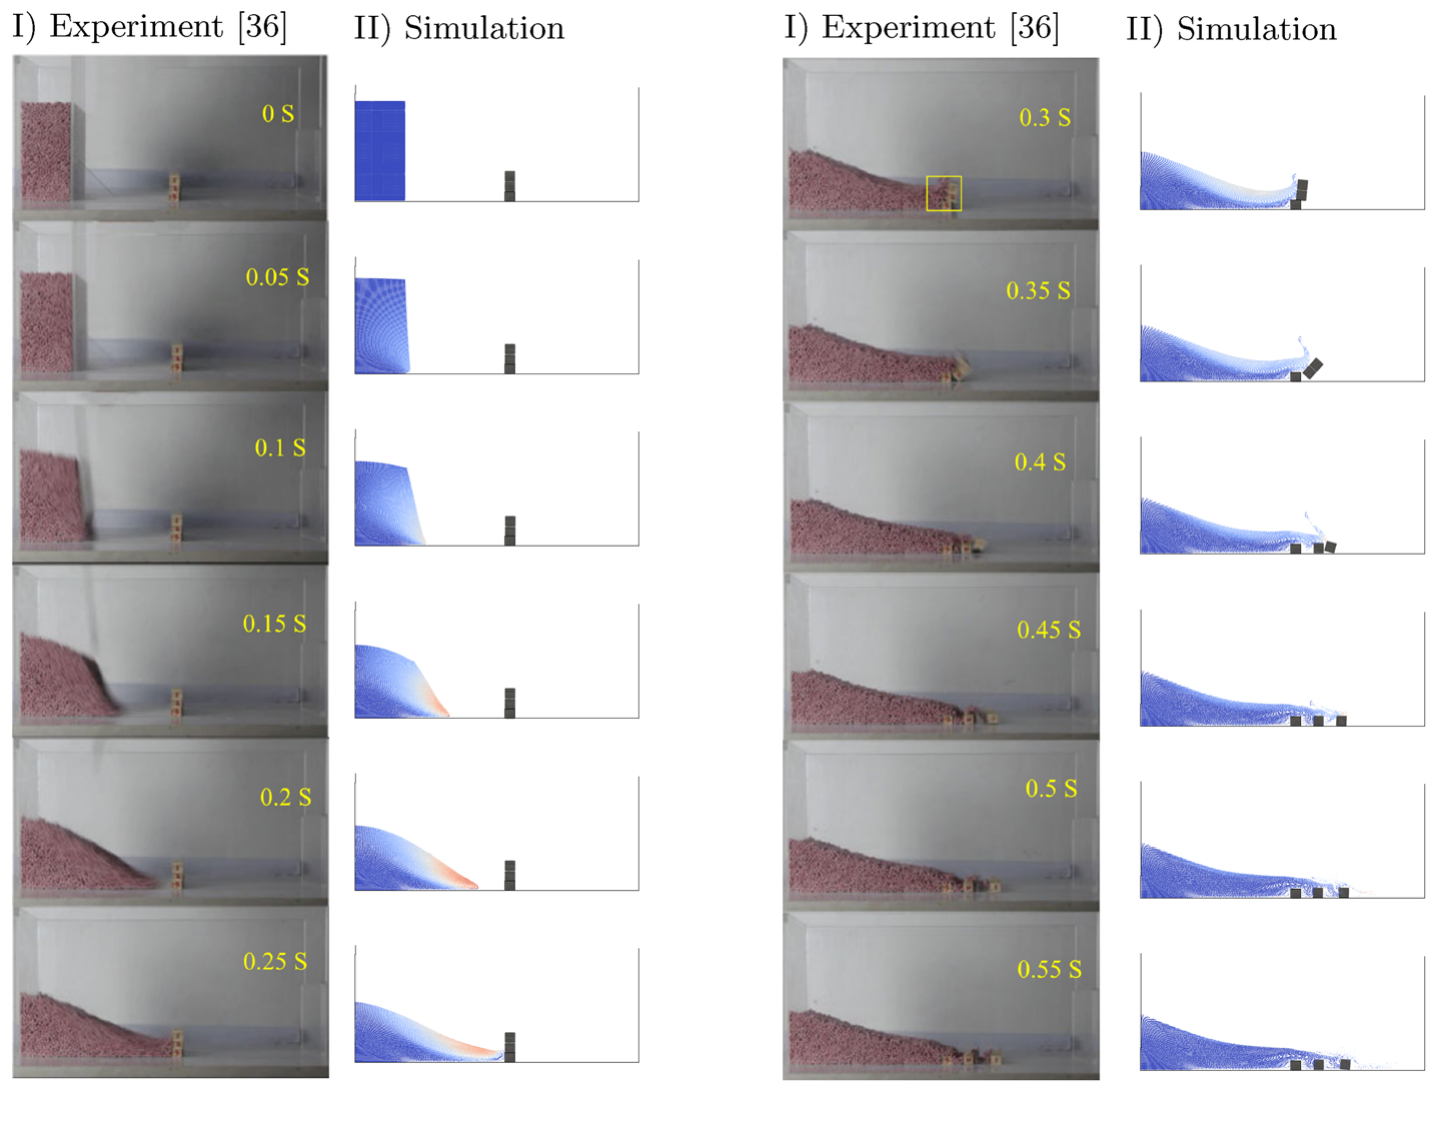 I) Experiment [36]
II) Simulation
I) Experiment [36]
II) Simulation
0 S
0.05 S
0.1 S
0.15 S
0.2 S
0.25 S
0.3 S
0.35 S
0.4 S
0.45 S
0.5 S
0.55 S